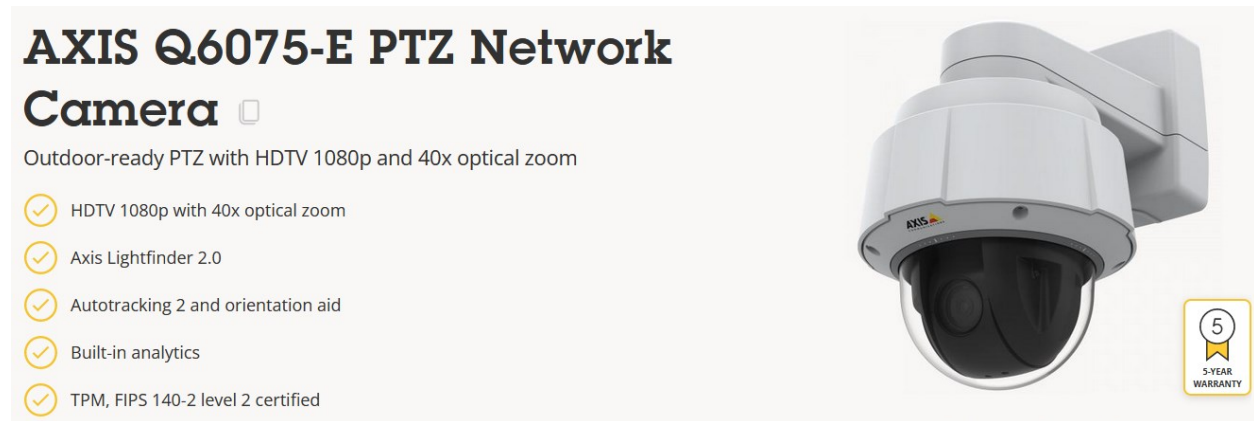 AXIS Q6075-E PTZ Network
Camera
Outdoor-ready PTZ with HDTV 1080p and 40x optical zoom
HDTV 1080p with 40x optical zoom
Axis Lightfinder 2.0
Autotracking 2 and orientation aid
Built-in analytics
TPM, FIPS 140-2 level 2 certified
AXIS
5
5-YEAR
WARRANTY